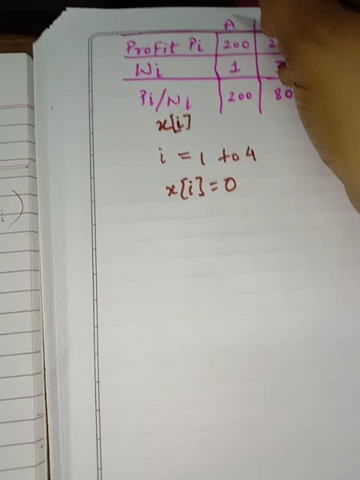 A
Profit Pi 200 2
Wi 1
Pi/Wi 200 80
x[i]
i = 1 to 4
x[i] = 0